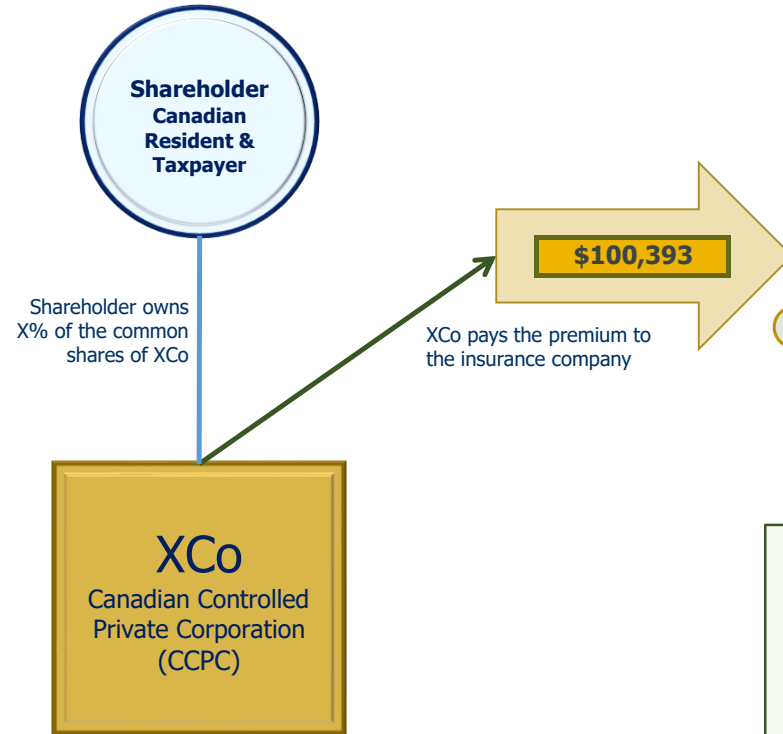 Shareholder
Canadian
Resident &
Taxpayer
$100,393
Shareholder owns
X% of the common
shares of XCo
XCo pays the premium to
the insurance company
XCo
Canadian Controlled
Private Corporation
(CCPC)